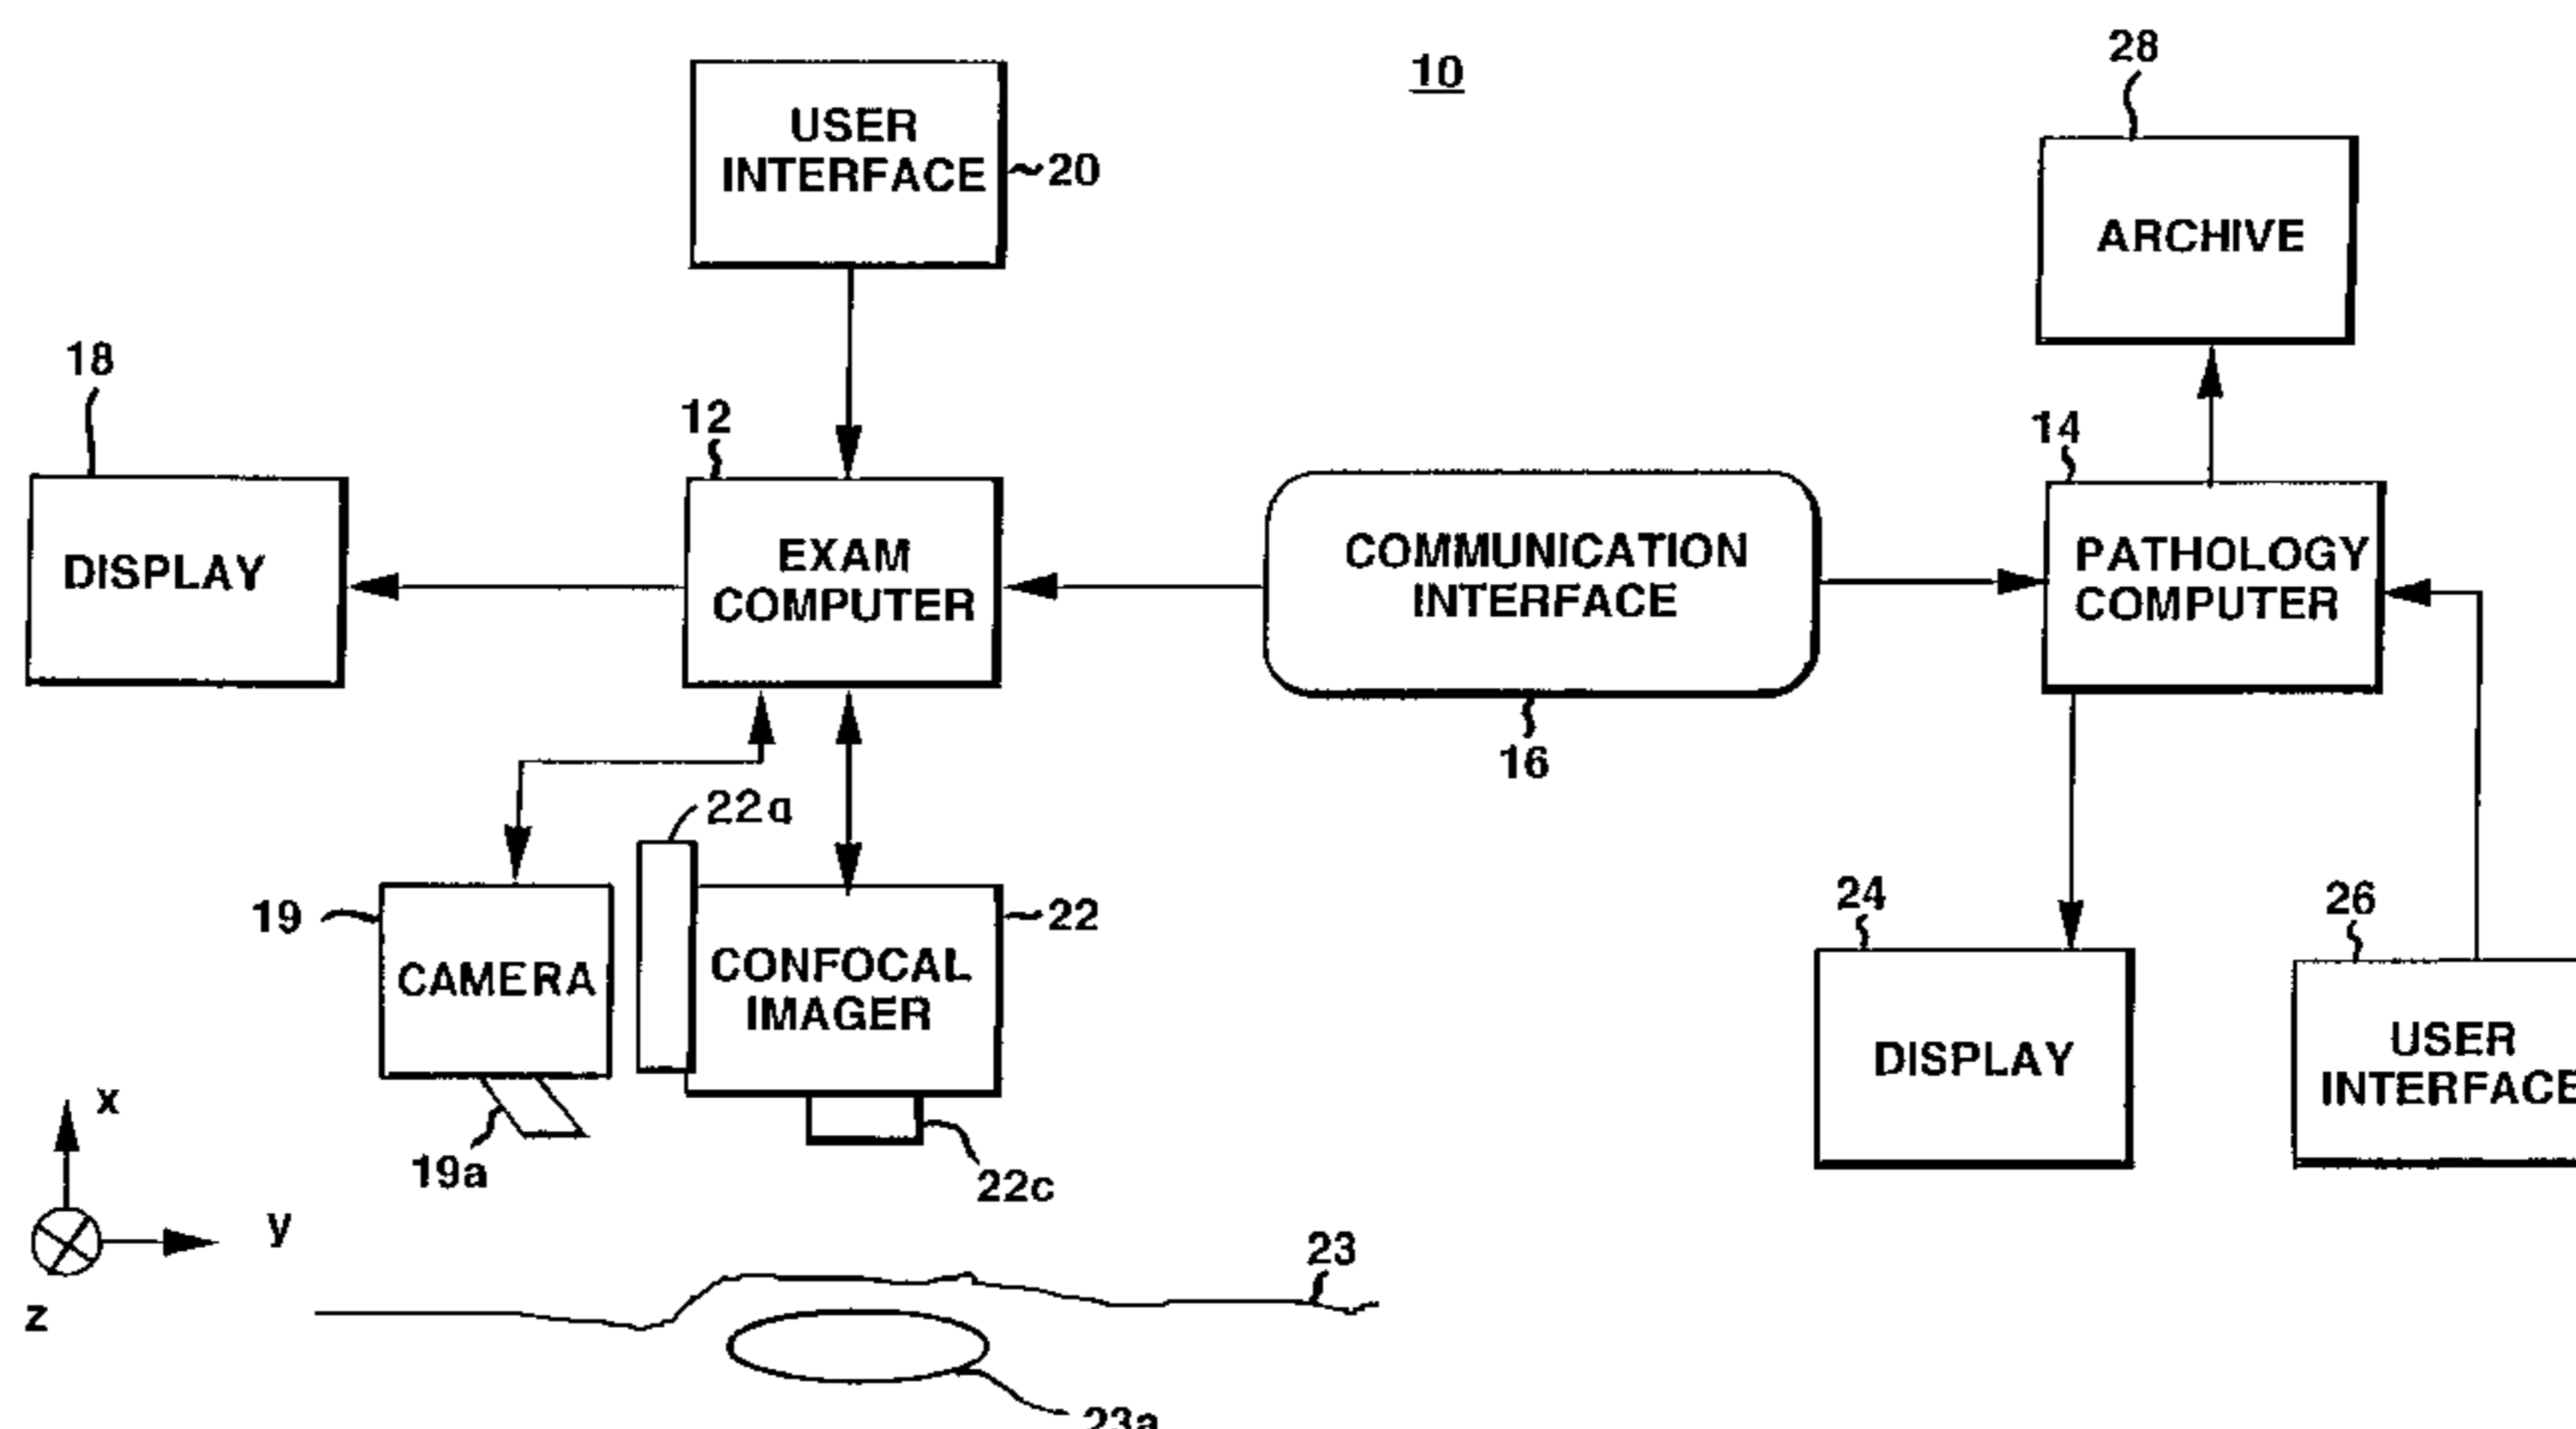 10
28
USER
INTERFACE
20
ARCHIVE
18
12
14
DISPLAY
EXAM
COMPUTER
COMMUNICATION
INTERFACE
PATHOLOGY
COMPUTER
16
22a
19
CAMERA
CONFOCAL
IMAGER
22
24
26
DISPLAY
USER
INTERFACE
x
19a
22c
y
z
23
23a